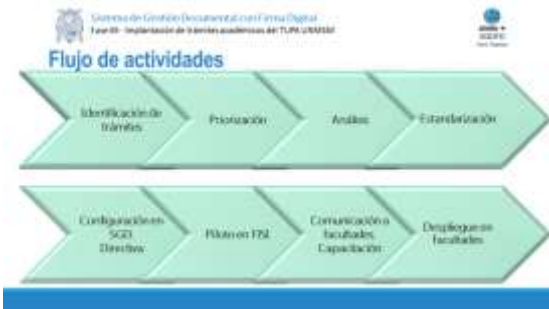 Sistema de Gestión Documental con Firma Digital
Fase III - Implantación de trámites académicos del TUPA UNMSM
Flujo de actividades
Identificación de
trámites
Priorización
Análisis
Estandarización
Configuración en
SGD
Directiva
Piloto en FISI
Comunicación a
facultades
Capacitación
Despliegue en
facultades